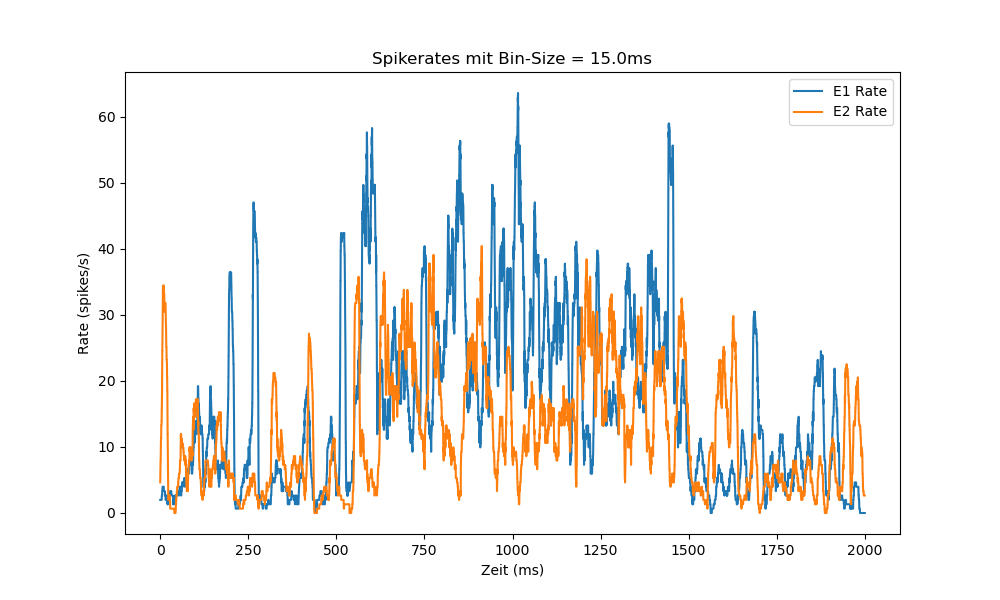 Spikerates mit Bin-Size = 15.0ms
E1 Rate
E2 Rate
Rate (spikes/s)
60
50
40
30
20
10
0
0 250 500 750 1000 1250 1500 1750 2000
Zeit (ms)